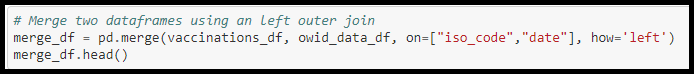 # Merge two dataframes using an left outer join
merge_df = pd.merge(vaccinations_df, owid_data_df, on=["iso_code","date"], how='left')
merge_df.head()